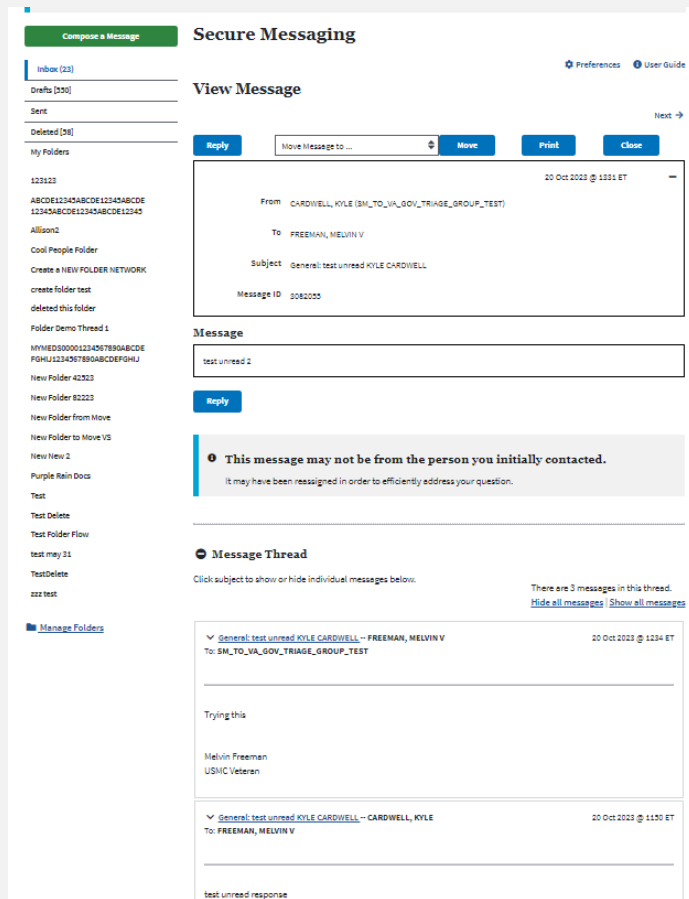 Compose a Message
Secure Messaging
Inbox (23)
Preferences User Guide
Drafts [550]
View Message
Sent
Next →
Deleted [58]
My Folders
Reply Move Message to ... Move Print Close
123123
20 Oct 2023 @ 1331 ET
ABCDE12345ABCDE12345ABCDE
12345ABCDE12345ABCDE12345
From CARDWELL, KYLE (SM_TO_VA_GOV_TRIAGE_GROUP_TEST)
Allison2
To FREEMAN, MELVIN V
Cool People Folder
Create a NEW FOLDER NETWORK
Subject General: test unread KYLE CARDWELL
create folder test
Message ID 3082055
deleted this folder
Folder Demo Thread 1
Message
MYMEDS00001234567890ABCDE
FGHIJ1234567890ABCDEFGHIJ
test unread 2
New Folder 42523
New Folder 82223
Reply
New Folder from Move
New Folder to Move VS
New New 2
This message may not be from the person you initially contacted.
Purple Rain Docs
It may have been reassigned in order to efficiently address your question.
Test
Test Delete
Test Folder Flow
test may 31
Message Thread
TestDelete
Click subject to show or hide individual messages below.
There are 3 messages in this thread.
zzz test
Hide all messages | Show all messages
Manage Folders
General: test unread KYLE CARDWELL -- FREEMAN, MELVIN V 20 Oct 2023 @ 1234 ET
To: SM_TO_VA_GOV_TRIAGE_GROUP_TEST
Trying this
Melvin Freeman
USMC Veteran
General: test unread KYLE CARDWELL -- CARDWELL, KYLE 20 Oct 2023 @ 1150 ET
To: FREEMAN, MELVIN V
test unread response